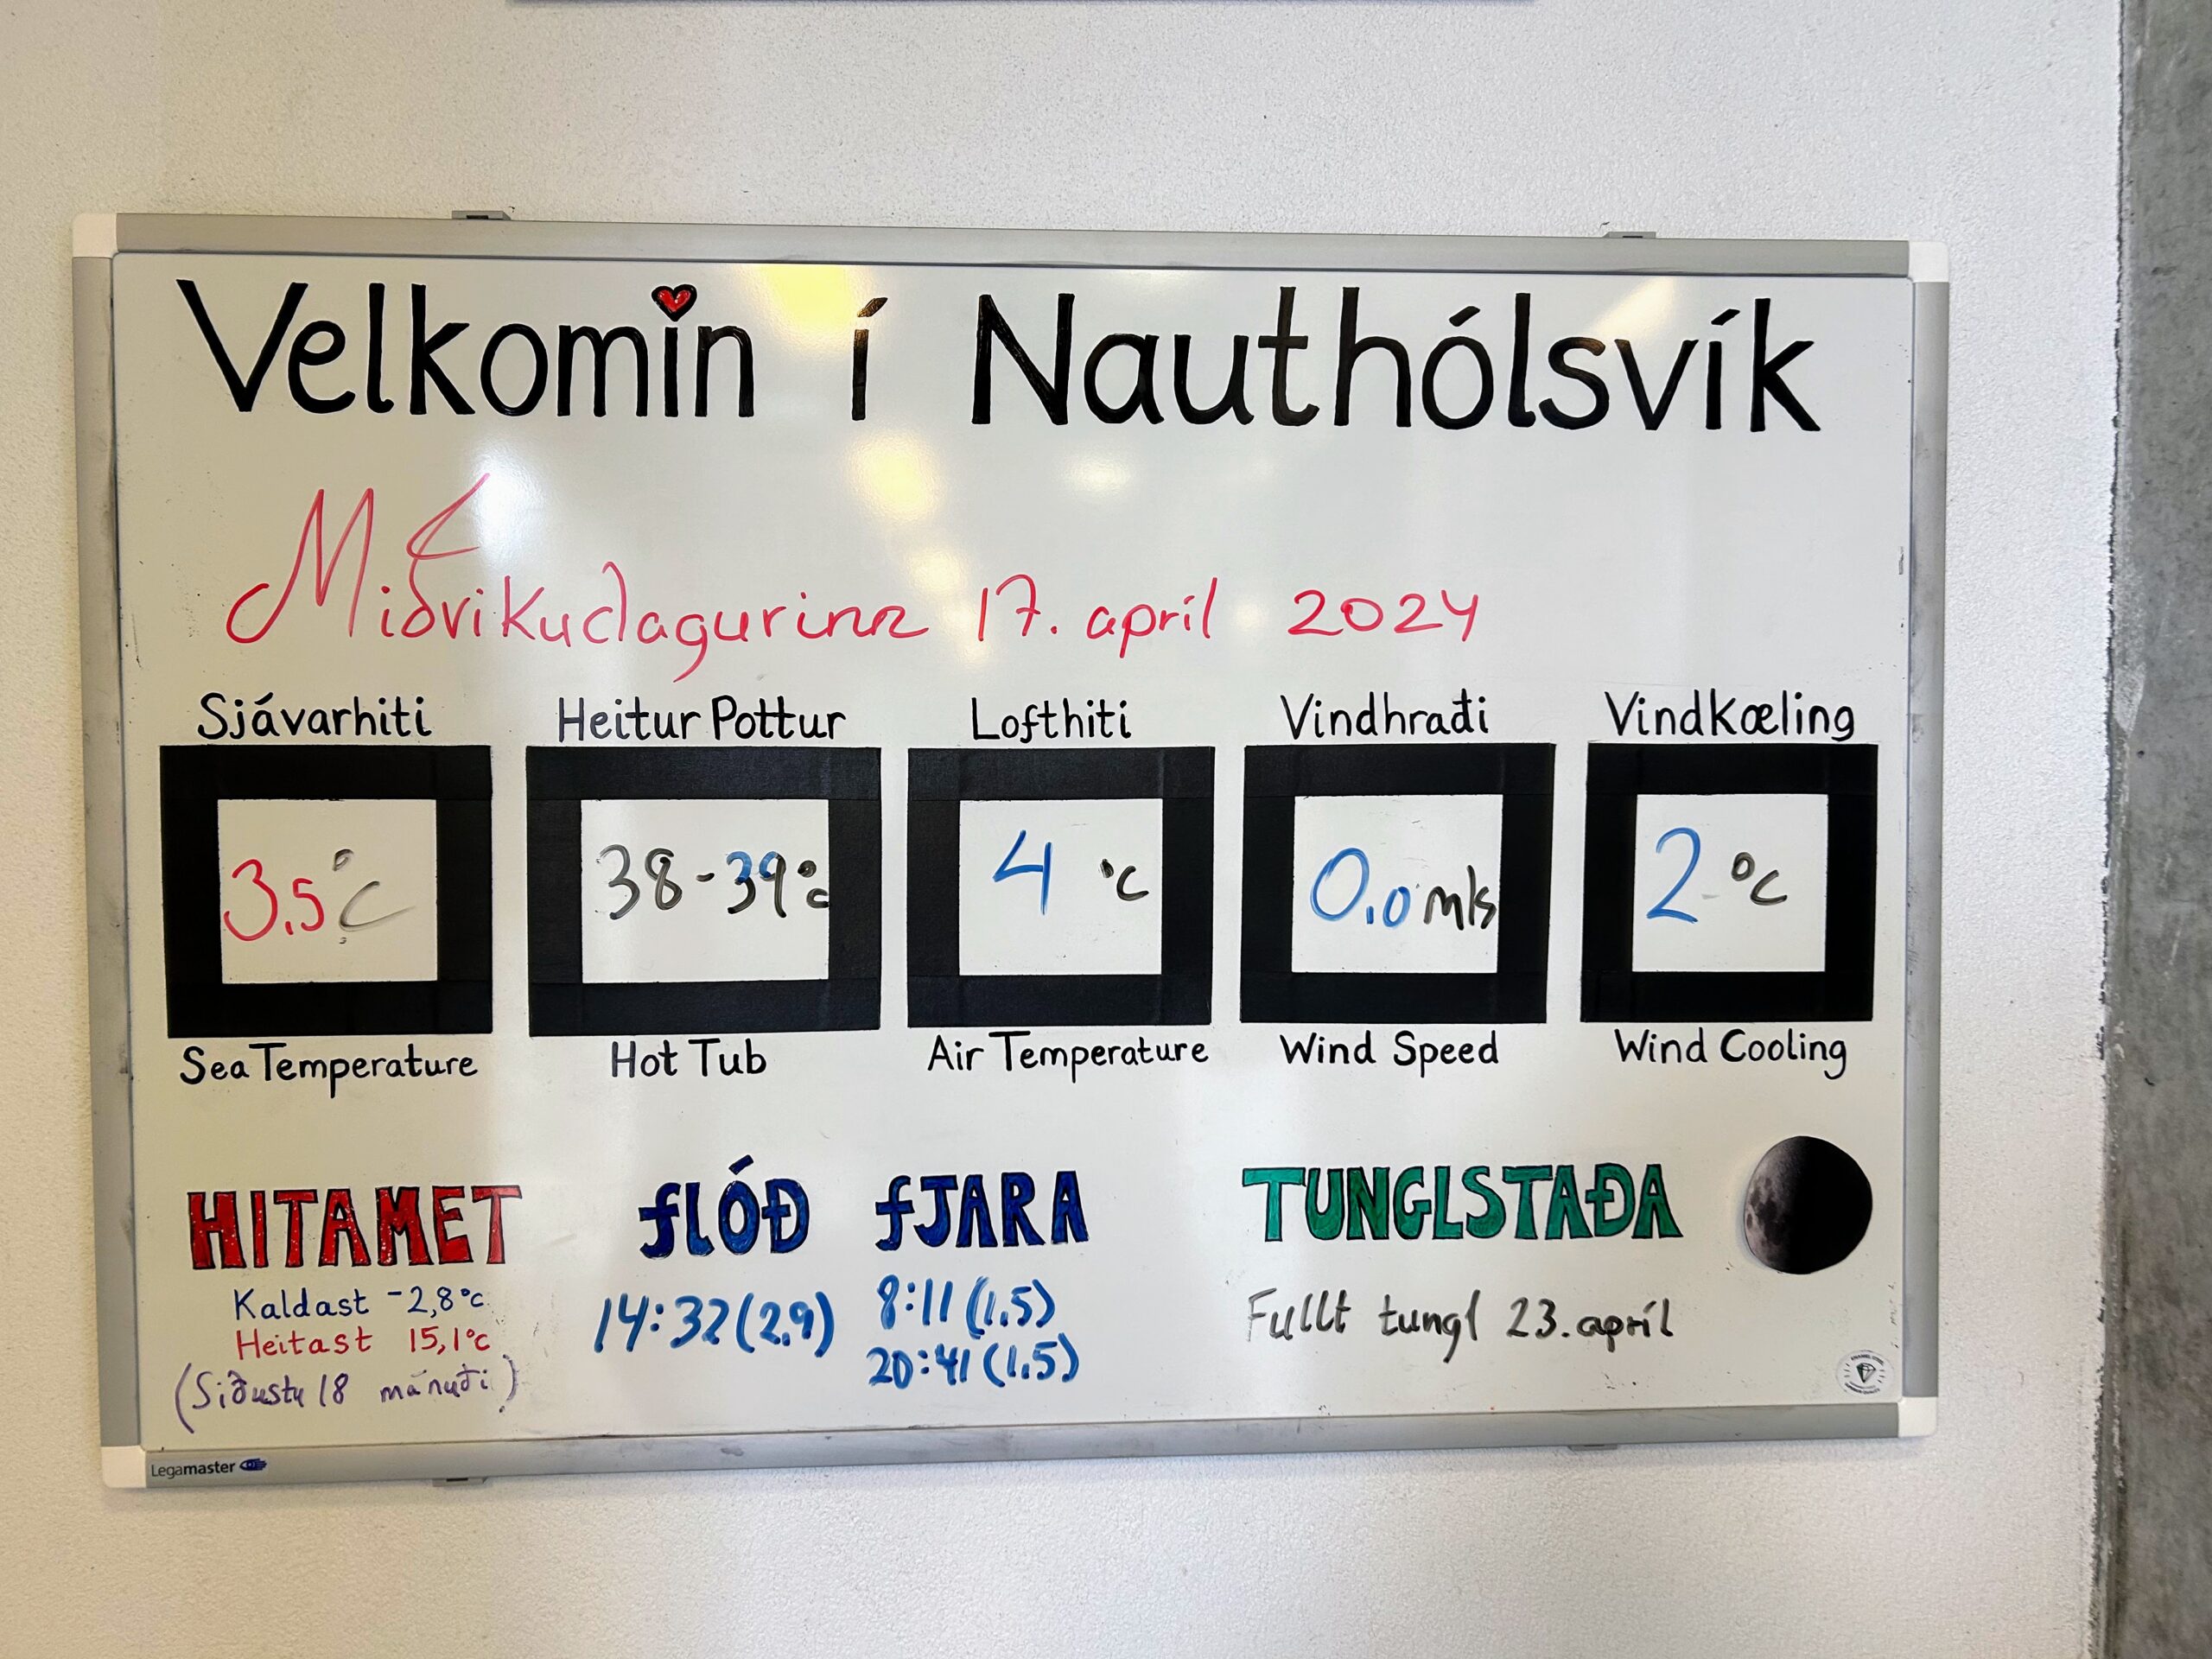 Velkomin í Nauthólsvík
Miðvikudagurinn 17. apríl 2024
Sjávarhiti Heitur Pottur Lofthiti Vindhraði Vindkæling
3.5°C 38-39°C 4 °C 0.0 m/s 2 °C
Sea Temperature Hot Tub Air Temperature Wind Speed Wind Cooling
HITAMET FLÓÐ FJARA TUNGLSTAÐA
Kaldast -2,8°C
Heitast 15,1°C
(Síðustu 18 mánuði)
14:32 (2.9)
8:11 (1.5)
20:41 (1.5)
Fullt tungl 23. apríl
Legamaster